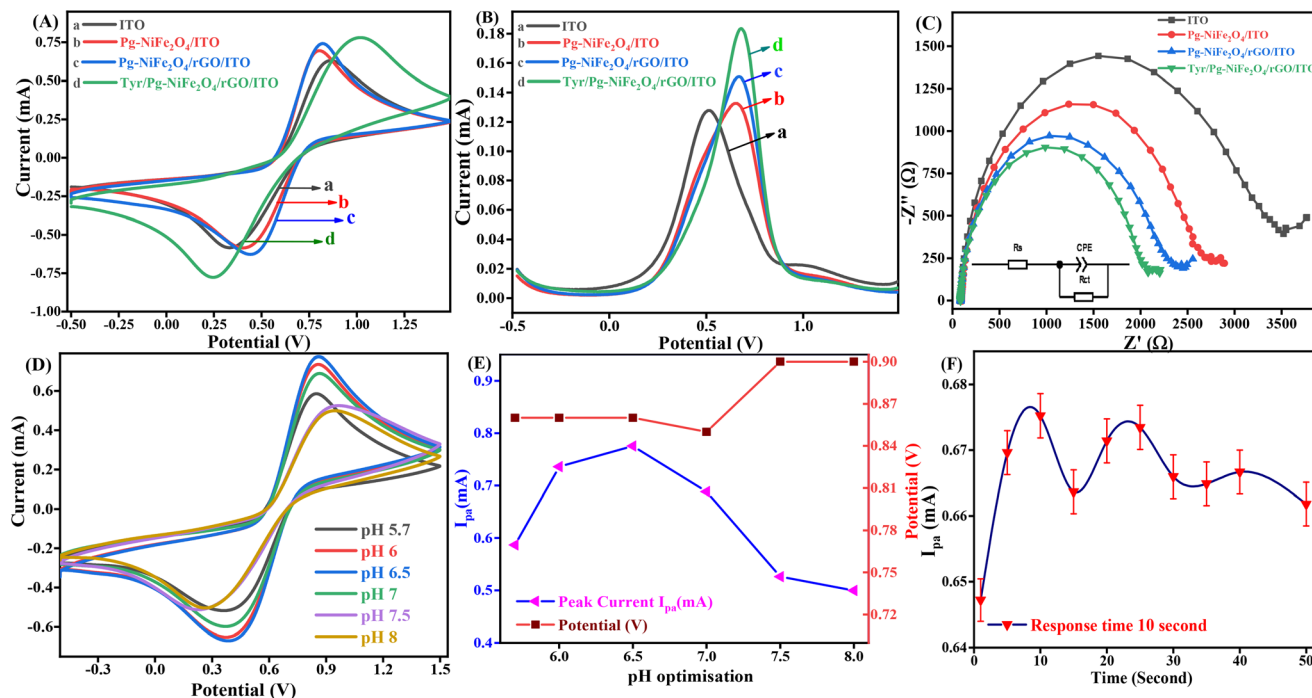 (A)
a ITO
b Pg-NiFe₂O₄/ITO
c Pg-NiFe₂O₄/rGO/ITO
d Tyr/Pg-NiFe₂O₄/rGO/ITO
a
b
c
d
Current (mA)
0.75
0.50
0.25
0.00
-0.25
-0.50
-0.75
-1.00
-0.50 0.00 0.25 0.50 0.75 1.00 1.25
Potential (V)
(B)
a ITO
b Pg-NiFe₂O₄/ITO
c Pg-NiFe₂O₄/rGO/ITO
d Tyr/Pg-NiFe₂O₄/rGO/ITO
d
c
b
a
Current (mA)
0.18
0.16
0.14
0.12
0.10
0.08
0.06
0.04
0.02
0.00
-0.5 0.0 0.5 1.0
Potential (V)
(C)
ITO
Pg-NiFe₂O₄/ITO
Pg-NiFe₂O₄/rGO/ITO
Tyr/Pg-NiFe₂O₄/rGO/ITO
Rs
CPE
Rct
-Z'' (Ω)
1500
1250
1000
750
500
250
0
0 500 1000 1500 2000 2500 3000 3500
Z' (Ω)
(D)
pH 5.7
pH 6
pH 6.5
pH 7
pH 7.5
pH 8
Current (mA)
0.6
0.4
0.2
0.0
-0.2
-0.4
-0.6
-0.3 0.0 0.3 0.6 0.9 1.2 1.5
Potential (V)
(E)
Peak Current Iₚₐ(mA)
Potential (V)
Iₚₐ(mA)
0.9
0.8
0.7
0.6
0.5
0.4
6.0 6.5 7.0 7.5 8.0
pH optimisation
0.90
0.88
0.86
0.84
0.83
0.81
0.79
0.77
0.75
0.74
0.72
Potential (V)
(F)
Response time 10 second
Iₚₐ (mA)
0.68
0.67
0.66
0.65
0.64
0 10 20 30 40 50
Time (Second)